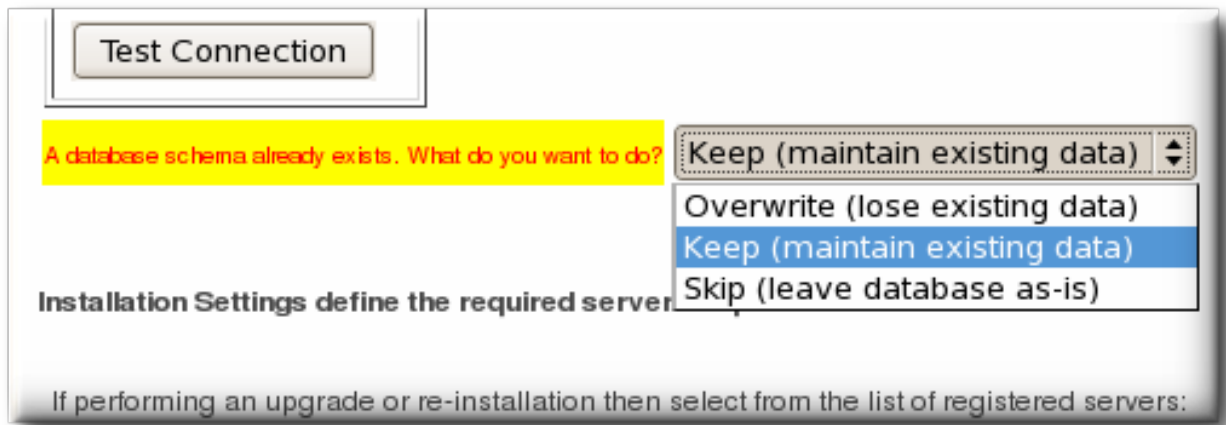 Test Connection
A database schema already exists. What do you want to do?
Keep (maintain existing data)
Overwrite (lose existing data)
Keep (maintain existing data)
Skip (leave database as-is)
Installation Settings define the required server
If performing an upgrade or re-installation then select from the list of registered servers: